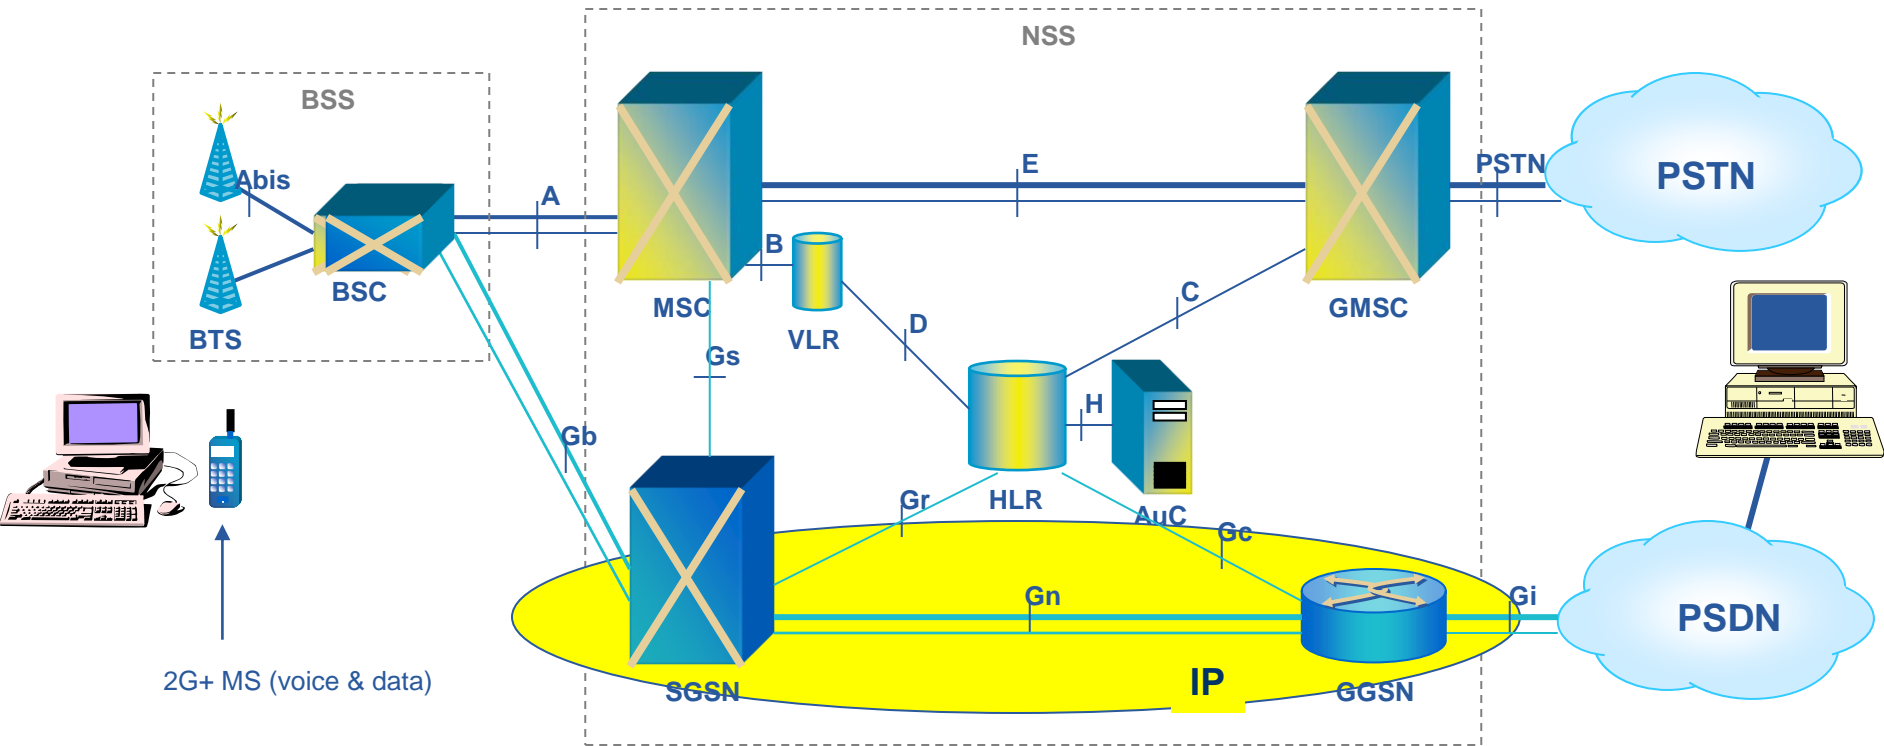 NSS
BSS
Abis
A
E
PSTN
PSTN
B
BSC
MSC
GMSC
C
D
BTS
VLR
Gs
H
Gb
Gr
HLR
AuC
Gc
Gn
Gi
PSDN
2G+ MS (voice & data)
SGSN
IP
GGSN